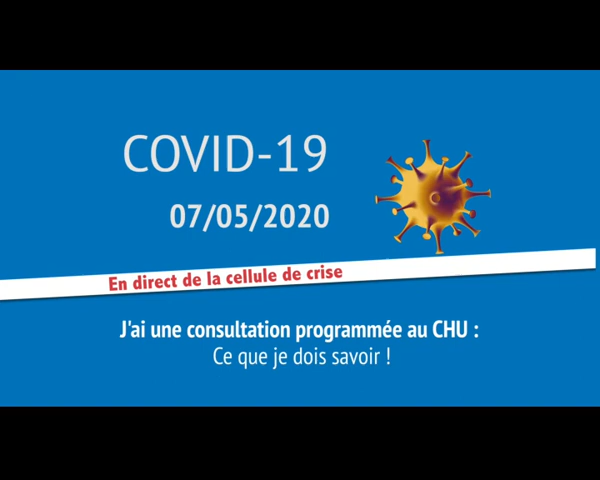 COVID-19
07/05/2020
En direct de la cellule de crise
J'ai une consultation programmée au CHU :
Ce que je dois savoir !